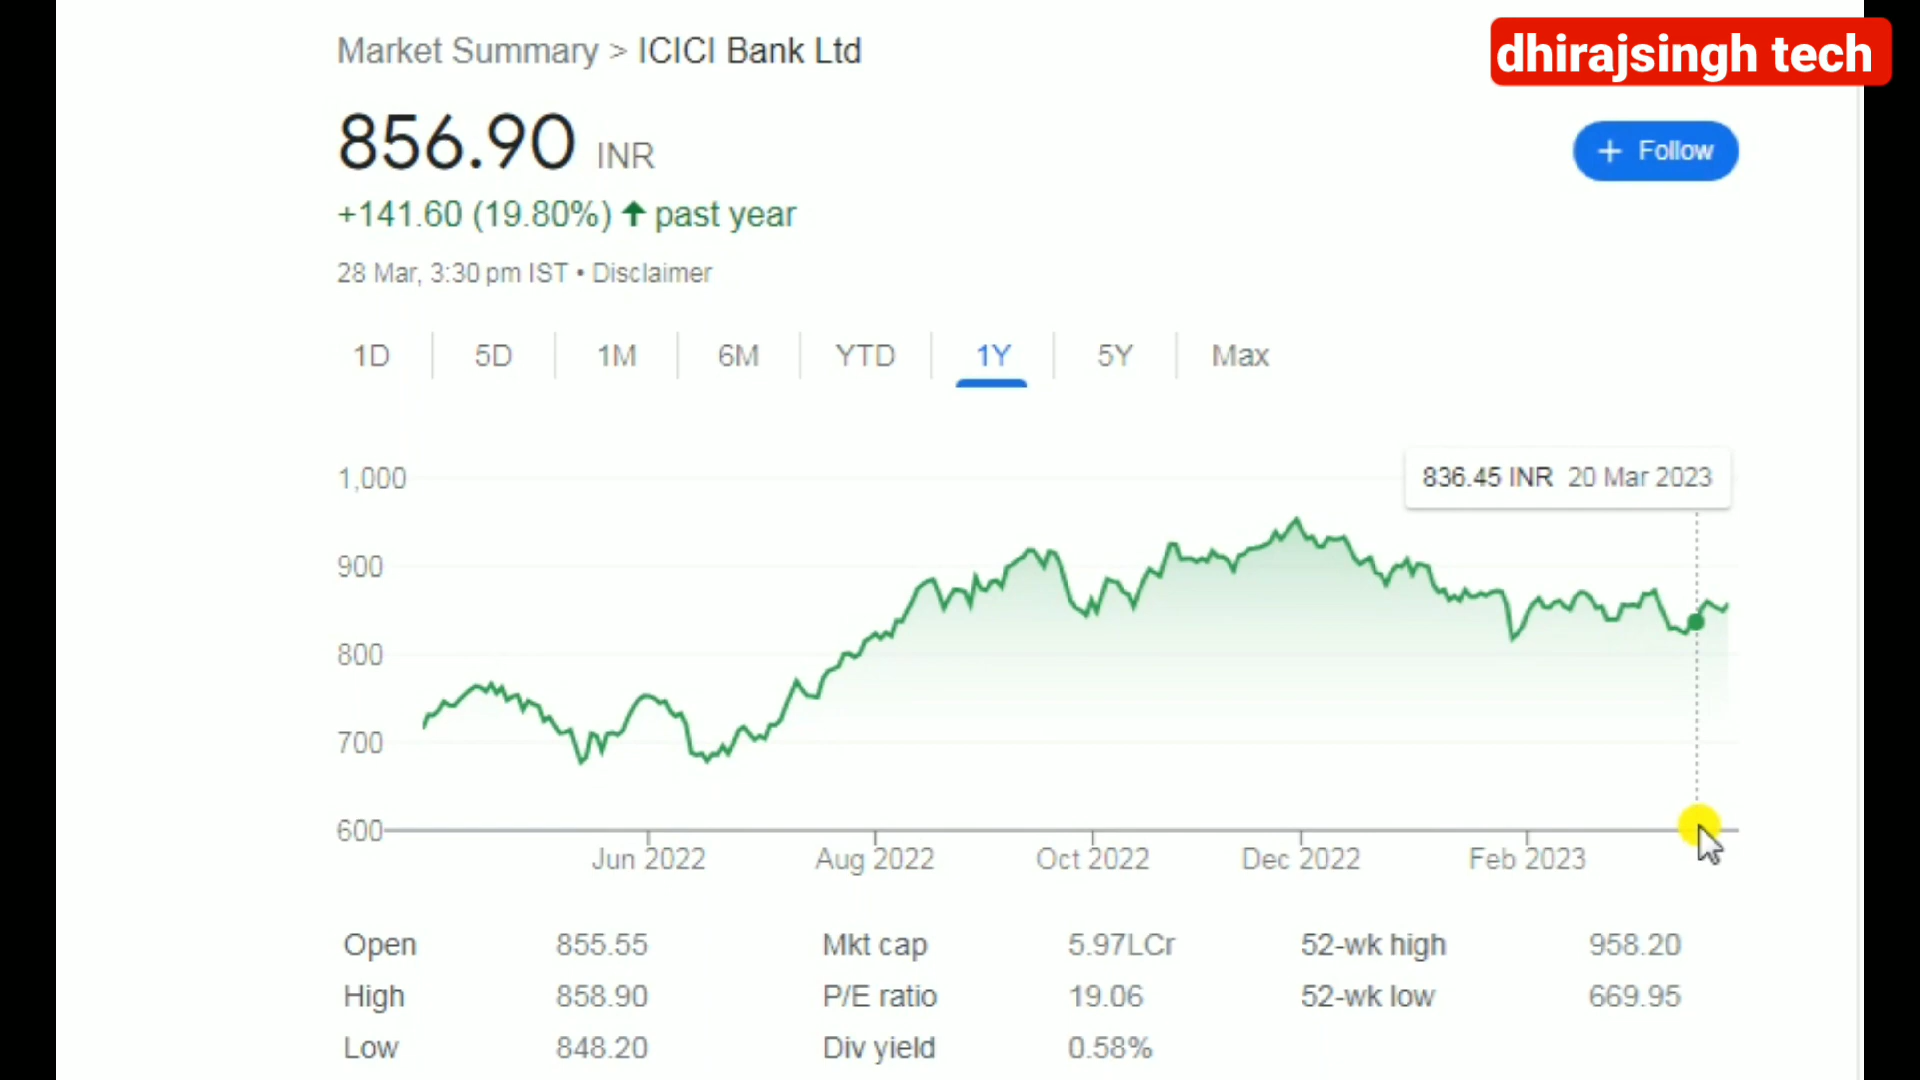 dhirajsingh tech
Market Summary > ICICI Bank Ltd
856.90 INR
+ Follow
+141.60 (19.80%) ↑ past year
28 Mar, 3:30 pm IST • Disclaimer
1D 5D 1M 6M YTD 1Y 5Y Max
836.45 INR 20 Mar 2023
1,000
900
800
700
600
Jun 2022 Aug 2022 Oct 2022 Dec 2022 Feb 2023
Open 855.55 Mkt cap 5.97LCr 52-wk high 958.20
High 858.90 P/E ratio 19.06 52-wk low 669.95
Low 848.20 Div yield 0.58%